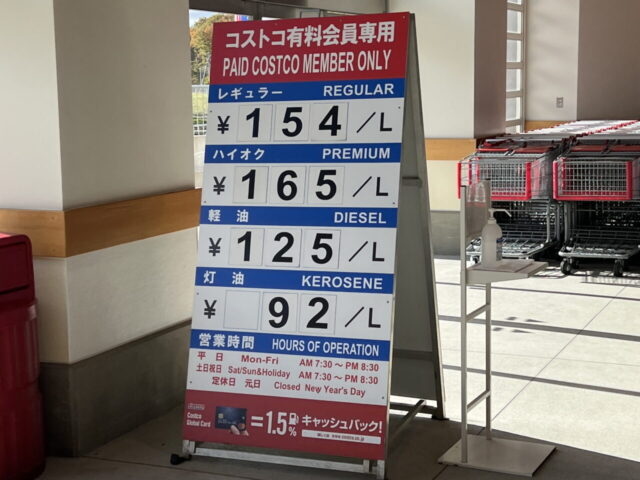 コストコ有料会員専用
PAID COSTCO MEMBER ONLY
レギュラー REGULAR
¥154/L
ハイオク PREMIUM
¥165/L
軽油 DIESEL
¥125/L
灯油 KEROSENE
¥92/L
営業時間 HOURS OF OPERATION
平日 Mon-Fri AM 7:30～PM 8:30
土日祝日 Sat/Sun&Holiday AM 7:30～PM 8:30
定休日 元日 Closed New Year's Day
Costco
Global Card
=1.5% キャッシュバック!
www.costco.co.jp